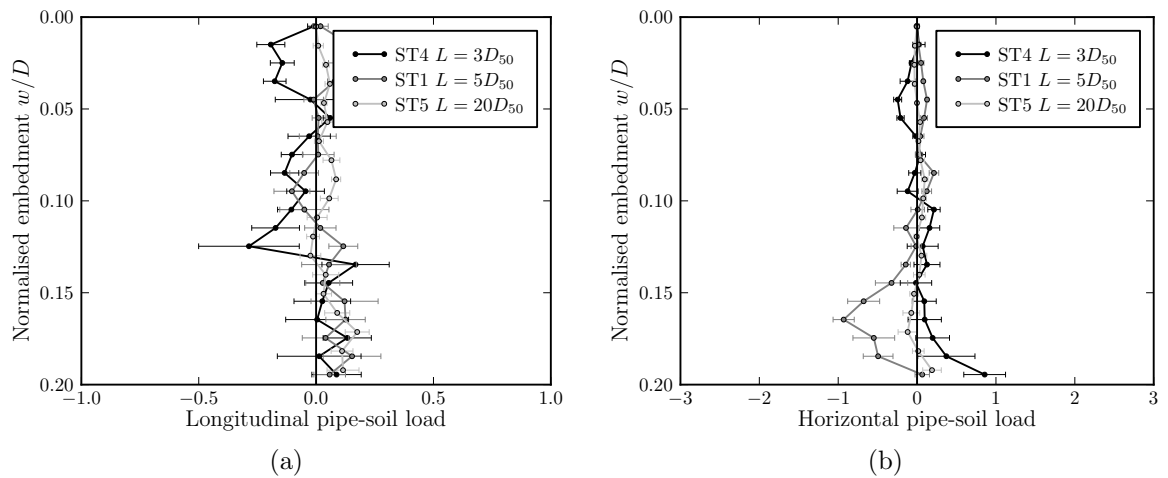 0.00
0.05
0.10
0.15
0.20
Normalised embedment w/D
−1.0 −0.5 0.0 0.5 1.0
Longitudinal pipe-soil load
ST4 L = 3D₅₀
ST1 L = 5D₅₀
ST5 L = 20D₅₀
(a)
0.00
0.05
0.10
0.15
0.20
Normalised embedment w/D
−3 −2 −1 0 1 2 3
Horizontal pipe-soil load
ST4 L = 3D₅₀
ST1 L = 5D₅₀
ST5 L = 20D₅₀
(b)